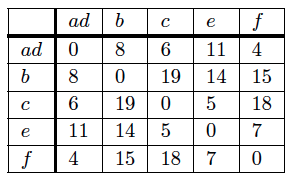 ad b c e f
ad 0 8 6 11 4
b 8 0 19 14 15
c 6 19 0 5 18
e 11 14 5 0 7
f 4 15 18 7 0